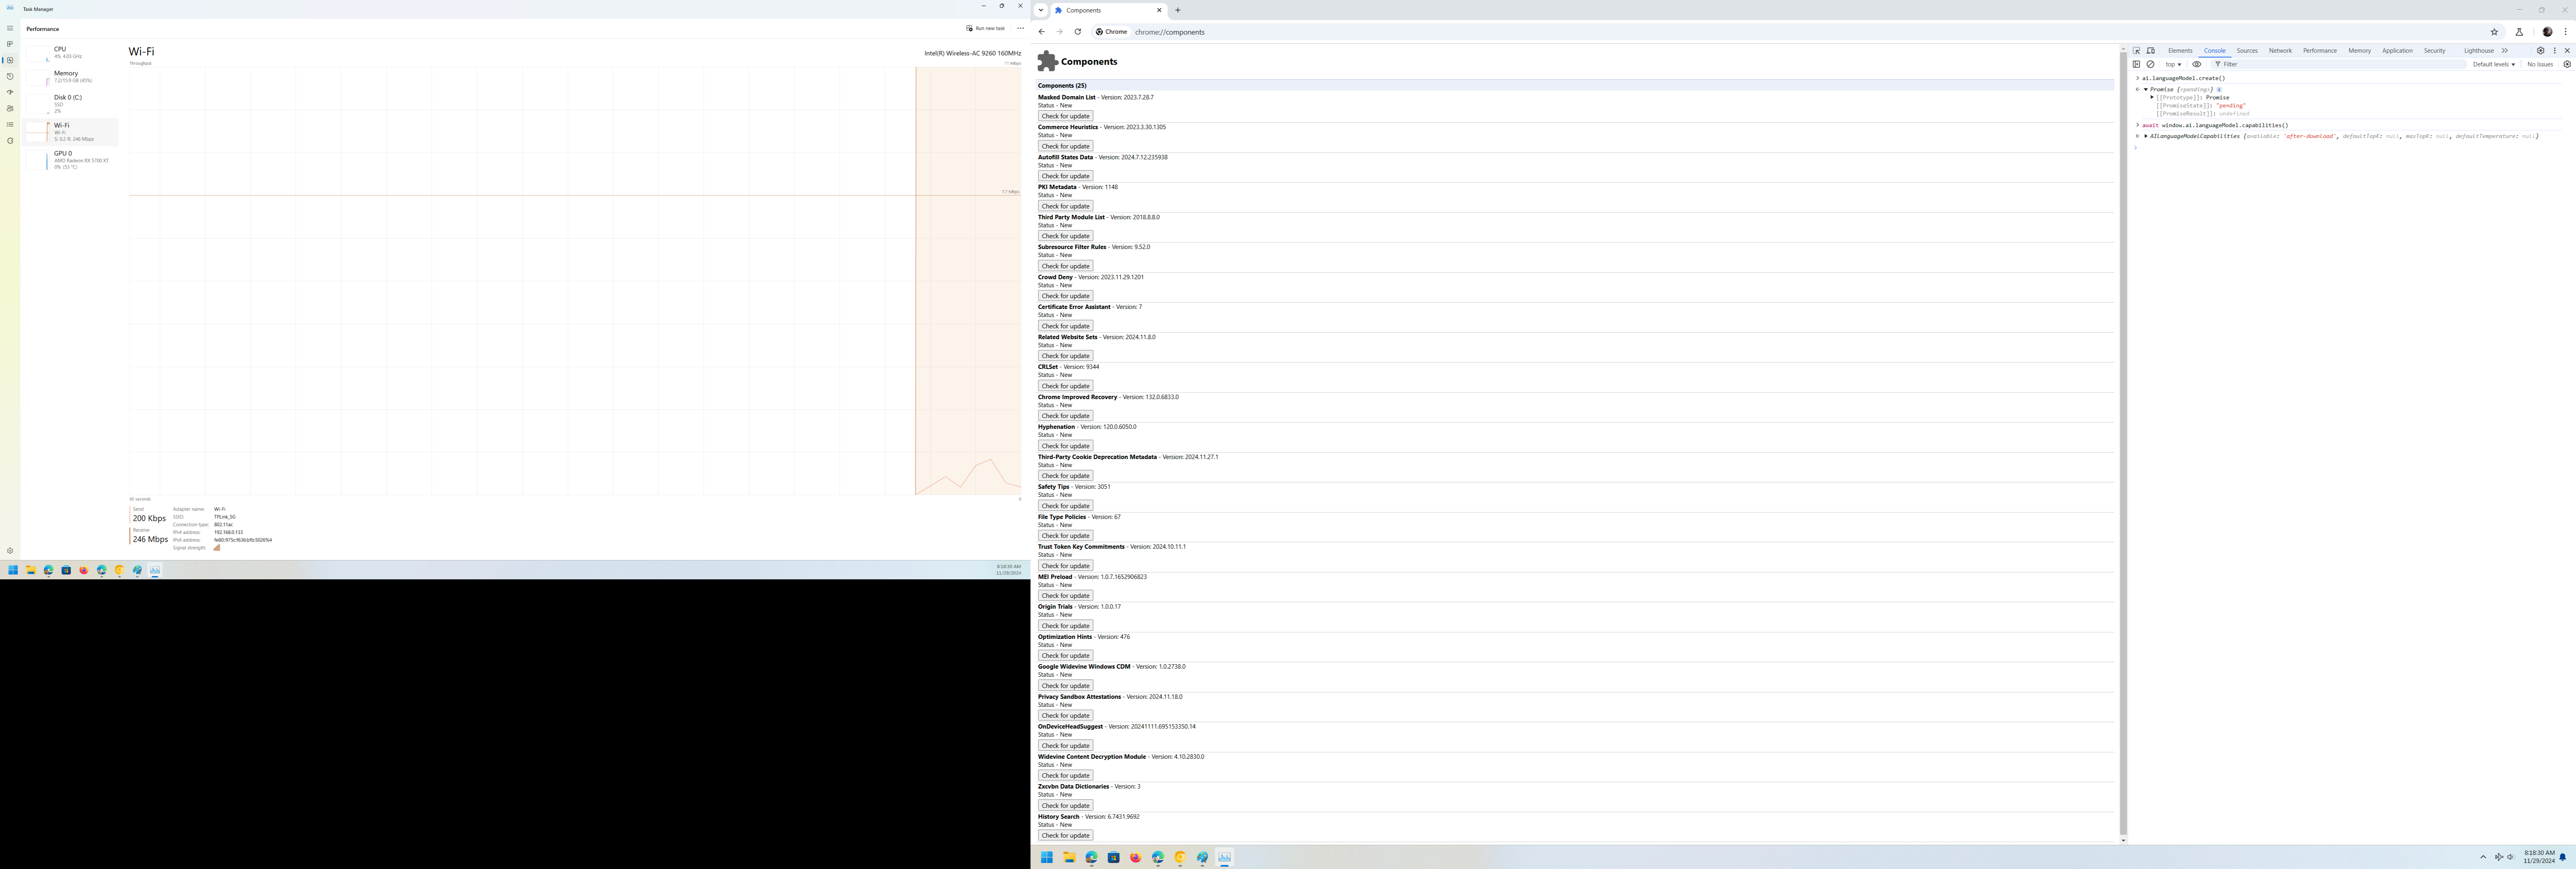 Task Manager
Performance
Run new task
CPU
4% 4.03 GHz
Memory
7.2/15.9 GB (45%)
Disk 0 (C:)
SSD
2%
Wi-Fi
Wi-Fi
S: 0.2 R: 246 Mbps
GPU 0
AMD Radeon RX 5700 XT
0% (53 °C)
Wi-Fi
Intel(R) Wireless-AC 9260 160MHz
Throughput
11 Mbps
7.7 Mbps
60 seconds
0
Send
200 Kbps
Receive
246 Mbps
Adapter name: Wi-Fi
SSID: TPLink_5G
Connection type: 802.11ac
IPv4 address: 192.168.0.133
IPv6 address:
Signal strength:
8:18:30 AM
11/29/2024
Components
Chrome
chrome://components
Components
Components (25)
Masked Domain List - Version: 2023.7.28.7
Status - New
Check for update
Commerce Heuristics - Version: 2023.3.30.1305
Status - New
Check for update
Autofill States Data - Version: 2024.7.12.235938
Status - New
Check for update
PKI Metadata - Version: 1148
Status - New
Check for update
Third Party Module List - Version: 2018.8.8.0
Status - New
Check for update
Subresource Filter Rules - Version: 9.52.0
Status - New
Check for update
Crowd Deny - Version: 2023.11.29.1201
Status - New
Check for update
Certificate Error Assistant - Version: 7
Status - New
Check for update
Related Website Sets - Version: 2024.11.8.0
Status - New
Check for update
CRLSet - Version: 9344
Status - New
Check for update
Chrome Improved Recovery - Version: 132.0.6833.0
Status - New
Check for update
Hyphenation - Version: 120.0.6050.0
Status - New
Check for update
Third-Party Cookie Deprecation Metadata - Version: 2024.11.27.1
Status - New
Check for update
Safety Tips - Version: 3051
Status - New
Check for update
File Type Policies - Version: 67
Status - New
Check for update
Trust Token Key Commitments - Version: 2024.10.11.1
Status - New
Check for update
MEI Preload - Version: 1.0.7.1652906823
Status - New
Check for update
Origin Trials - Version: 1.0.0.17
Status - New
Check for update
Optimization Hints - Version: 476
Status - New
Check for update
Google Widevine Windows CDM - Version: 1.0.2738.0
Status - New
Check for update
Privacy Sandbox Attestations - Version: 2024.11.18.0
Status - New
Check for update
OnDeviceHeadSuggest - Version: 20241111.695153350.14
Status - New
Check for update
Widevine Content Decryption Module - Version: 4.10.2830.0
Status - New
Check for update
Zxcvbn Data Dictionaries - Version: 3
Status - New
Check for update
History Search - Version: 6.7431.9692
Status - New
Check for update
Elements Console Sources Network Performance Memory Application Security Lighthouse
top Filter Default levels No Issues
ai.languageModel.create()
Promise {<pending>}
[[Prototype]]: Promise
[[PromiseState]]: "pending"
[[PromiseResult]]: undefined
await window.ai.languageModel.capabilities()
AILanguageModelCapabilities {available: 'after-download', defaultTopK: null, maxTopK: null, defaultTemperature: null}
8:18:30 AM
11/29/2024